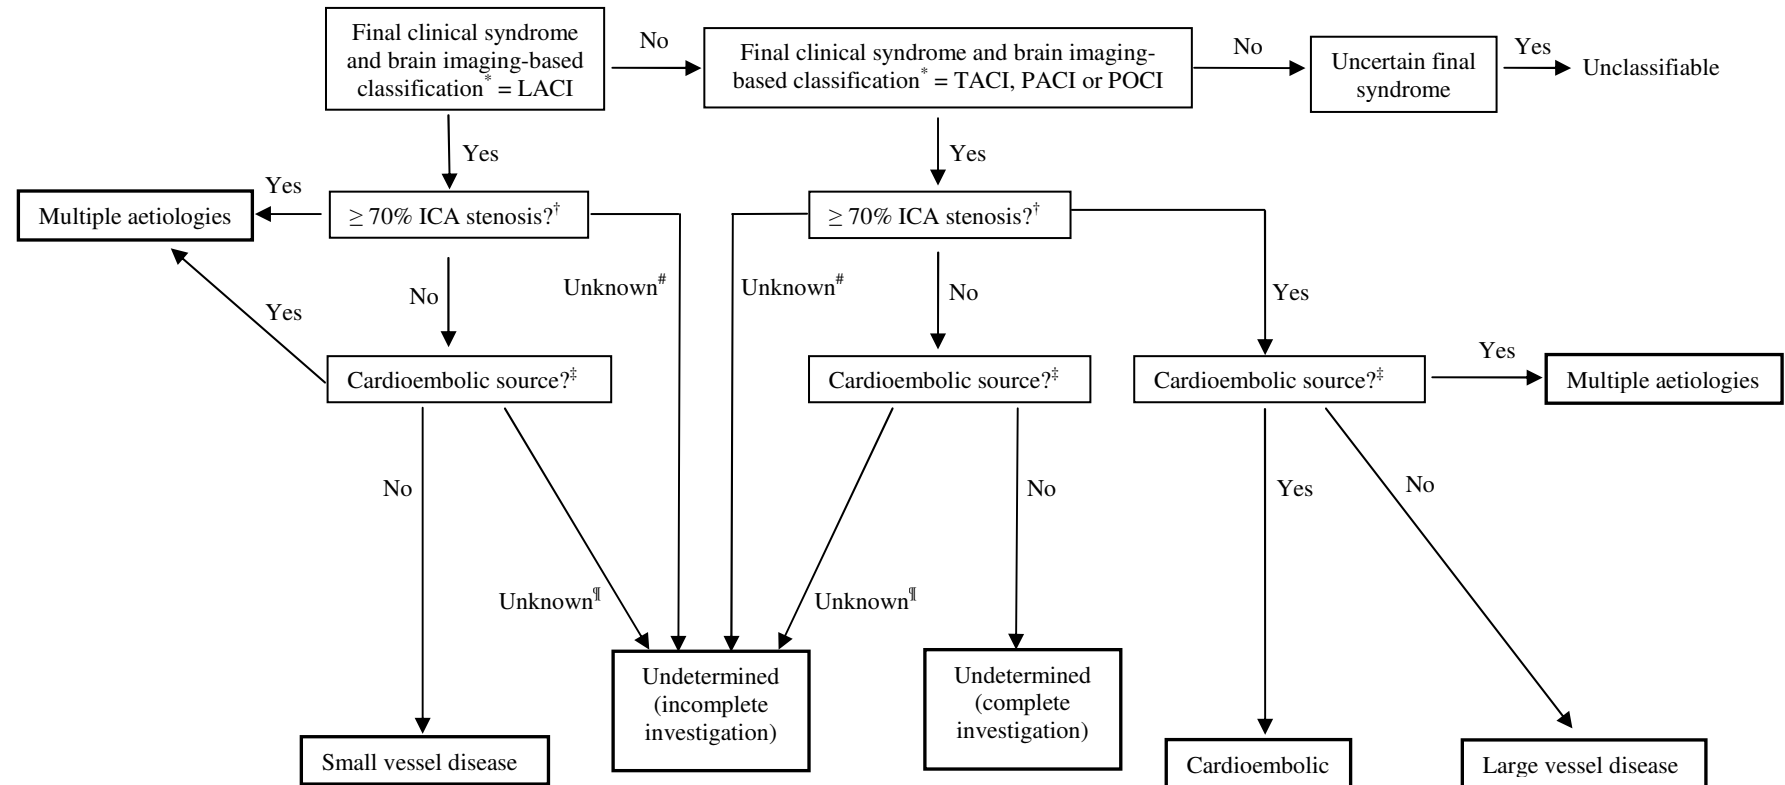 Final clinical syndrome
and brain imaging-based
classification* = LACI
No
Final clinical syndrome and brain imaging-
based classification* = TACI, PACI or POCI
No
Uncertain final
syndrome
Yes
Unclassifiable
Yes
Yes
Yes
Multiple aetiologies
≥ 70% ICA stenosis?†
≥ 70% ICA stenosis?†
Yes
No
Unknown#
Unknown#
No
Yes
Cardioembolic source?‡
Cardioembolic source?‡
Cardioembolic source?‡
Yes
Multiple aetiologies
No
No
Yes
No
Unknown¶
Unknown¶
Undetermined
(incomplete
investigation)
Undetermined
(complete
investigation)
Small vessel disease
Cardioembolic
Large vessel disease